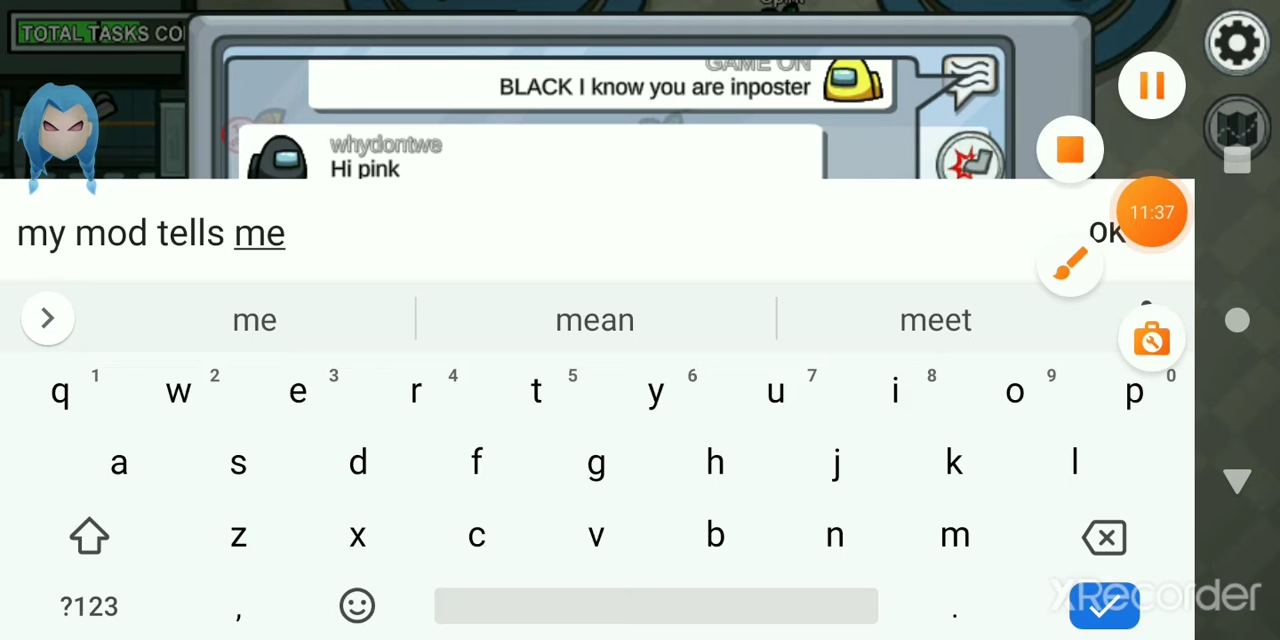 TOTAL TASKS CO
GAME ON
BLACK I know you are inposter
whydontwe
Hi pink
my mod tells me
OK
11:37
me mean meet
q 1 w 2 e 3 r 4 t 5 y 6 u 7 i 8 o 9 p 0
a s d f g h j k l
z x c v b n m
?123 , .
XRecorder